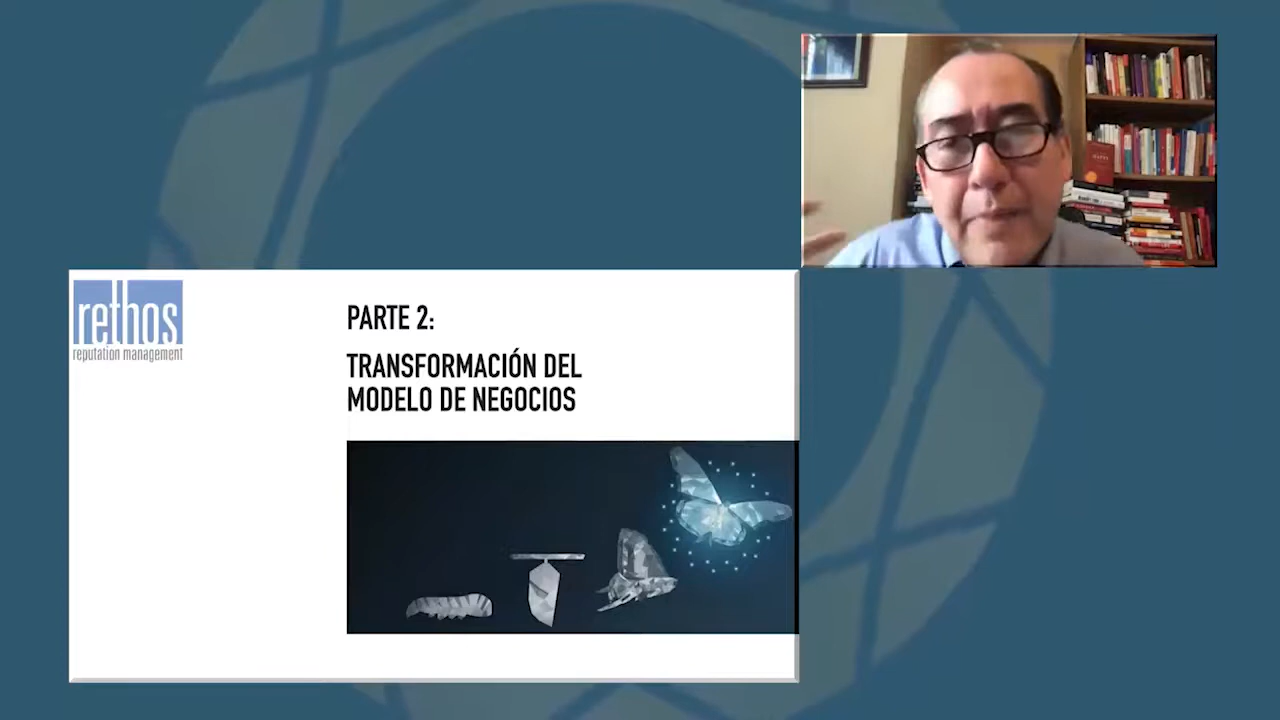 rethos
reputation management
PARTE 2:
TRANSFORMACIÓN DEL
MODELO DE NEGOCIOS